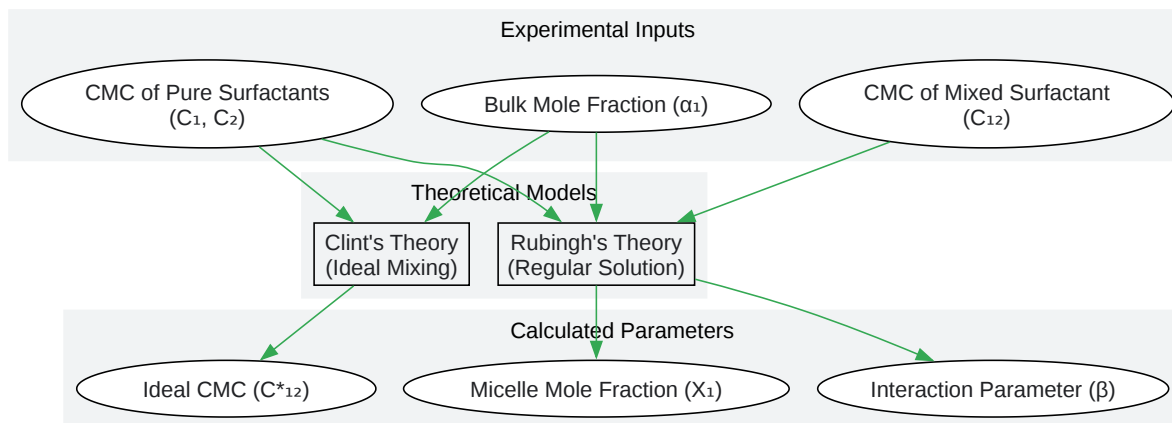 Experimental Inputs
CMC of Pure Surfactants
(C₁, C₂)
Bulk Mole Fraction (α₁)
CMC of Mixed Surfactant
(C₁₂)
Theoretical Models
Clint's Theory
(Ideal Mixing)
Rubingh's Theory
(Regular Solution)
Calculated Parameters
Ideal CMC (C*₁₂)
Micelle Mole Fraction (X₁)
Interaction Parameter (β)